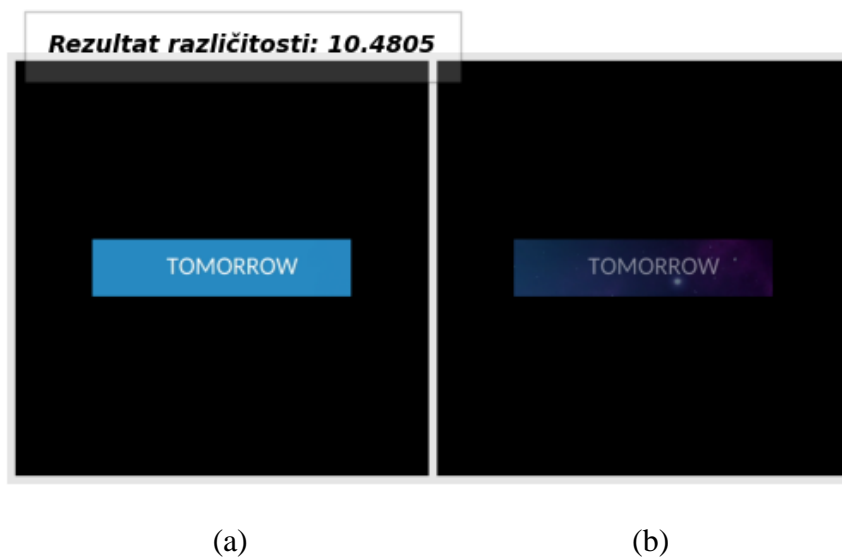 Rezultat različitosti: 10.4805
TOMORROW
TOMORROW
(a)
(b)